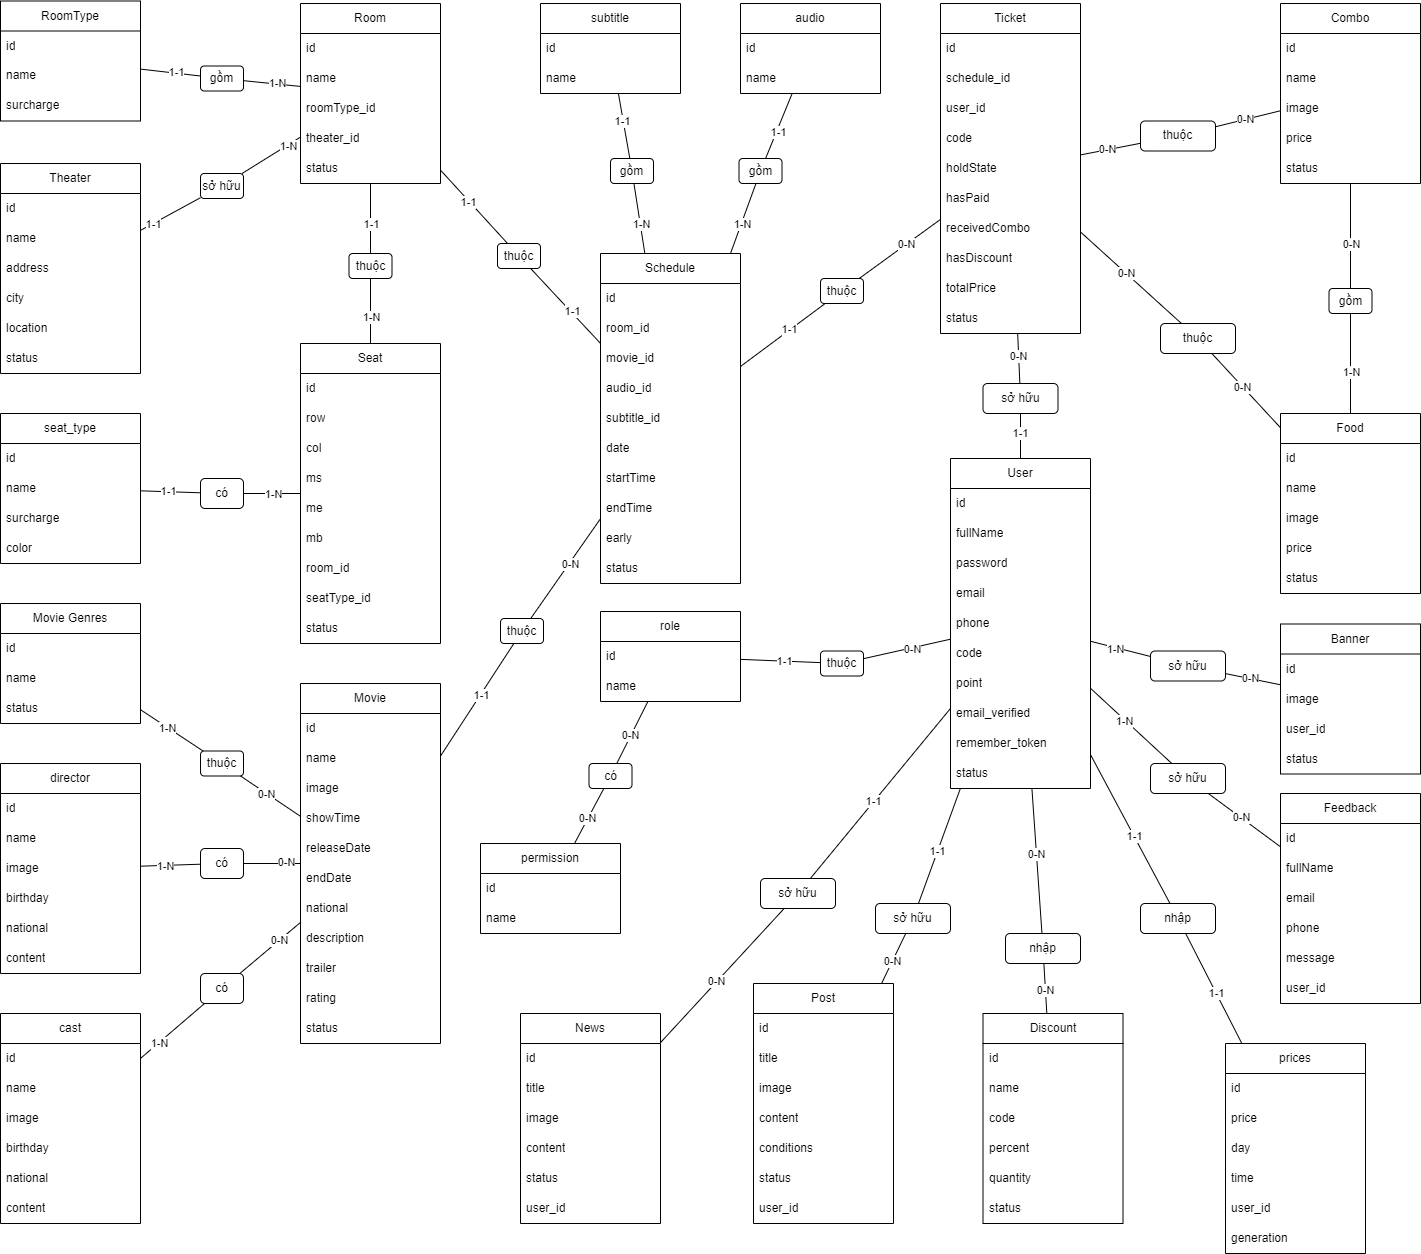 RoomType
id
name
surcharge
1-1
gồm
1-N
Room
id
name
roomType_id
theater_id
status
subtitle
id
name
audio
id
name
Ticket
id
schedule_id
user_id
code
holdState
hasPaid
receivedCombo
hasDiscount
totalPrice
status
Combo
id
name
image
price
status
0-N
thuộc
0-N
Theater
id
name
address
city
location
status
1-1
sở hữu
1-N
1-1
thuộc
1-N
1-1
thuộc
1-1
1-1
gồm
1-N
1-1
gồm
1-N
Schedule
id
room_id
movie_id
audio_id
subtitle_id
date
startTime
endTime
early
status
0-N
thuộc
1-1
0-N
thuộc
0-N
0-N
gồm
1-N
Food
id
name
image
price
status
0-N
sở hữu
1-1
seat_type
id
name
surcharge
color
1-1
có
1-N
Seat
id
row
col
ms
me
mb
room_id
seatType_id
status
User
id
fullName
password
email
phone
code
point
email_verified
remember_token
status
0-N
thuộc
1-1
role
id
name
1-1
thuộc
0-N
0-N
có
0-N
permission
id
name
1-N
sở hữu
0-N
Banner
id
image
user_id
status
1-N
sở hữu
0-N
Feedback
id
fullName
email
phone
message
user_id
Movie Genres
id
name
status
1-N
thuộc
0-N
Movie
id
name
image
showTime
releaseDate
endDate
national
description
trailer
rating
status
director
id
name
image
birthday
national
content
1-N
có
0-N
0-N
có
1-N
cast
id
name
image
birthday
national
content
1-1
sở hữu
0-N
News
id
title
image
content
status
user_id
1-1
sở hữu
0-N
Post
id
title
image
content
conditions
status
user_id
0-N
nhập
0-N
Discount
id
name
code
percent
quantity
status
1-1
nhập
1-1
prices
id
price
day
time
user_id
generation